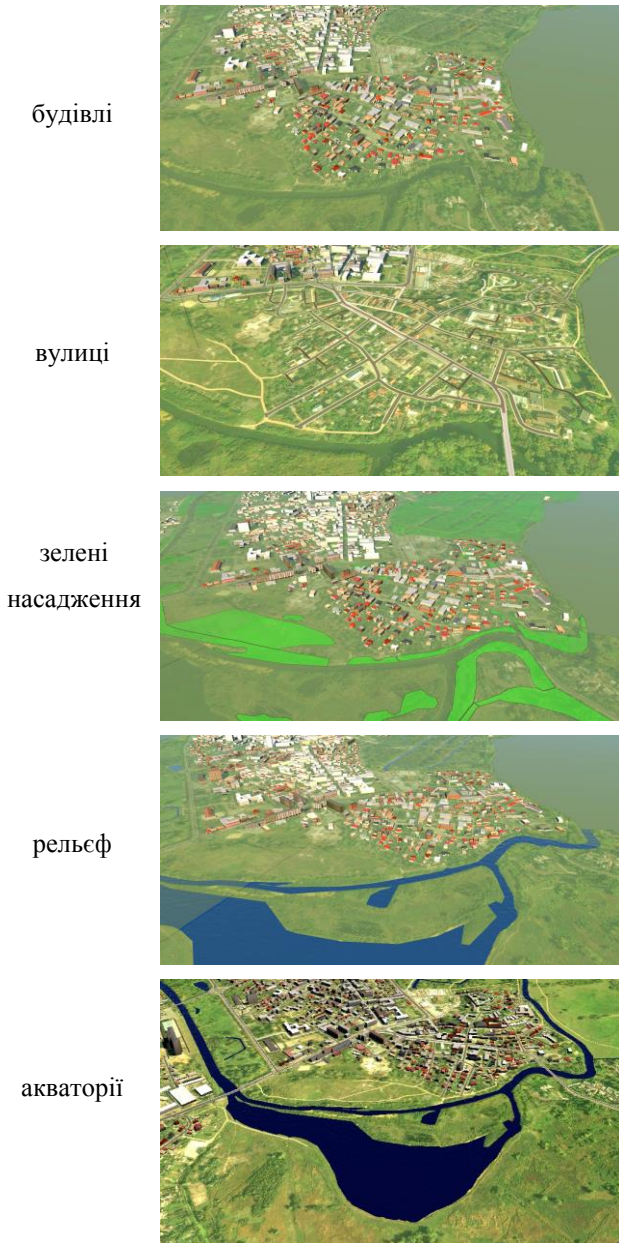 будівлі
вулиці
зелені
насадження
рельєф
акваторії